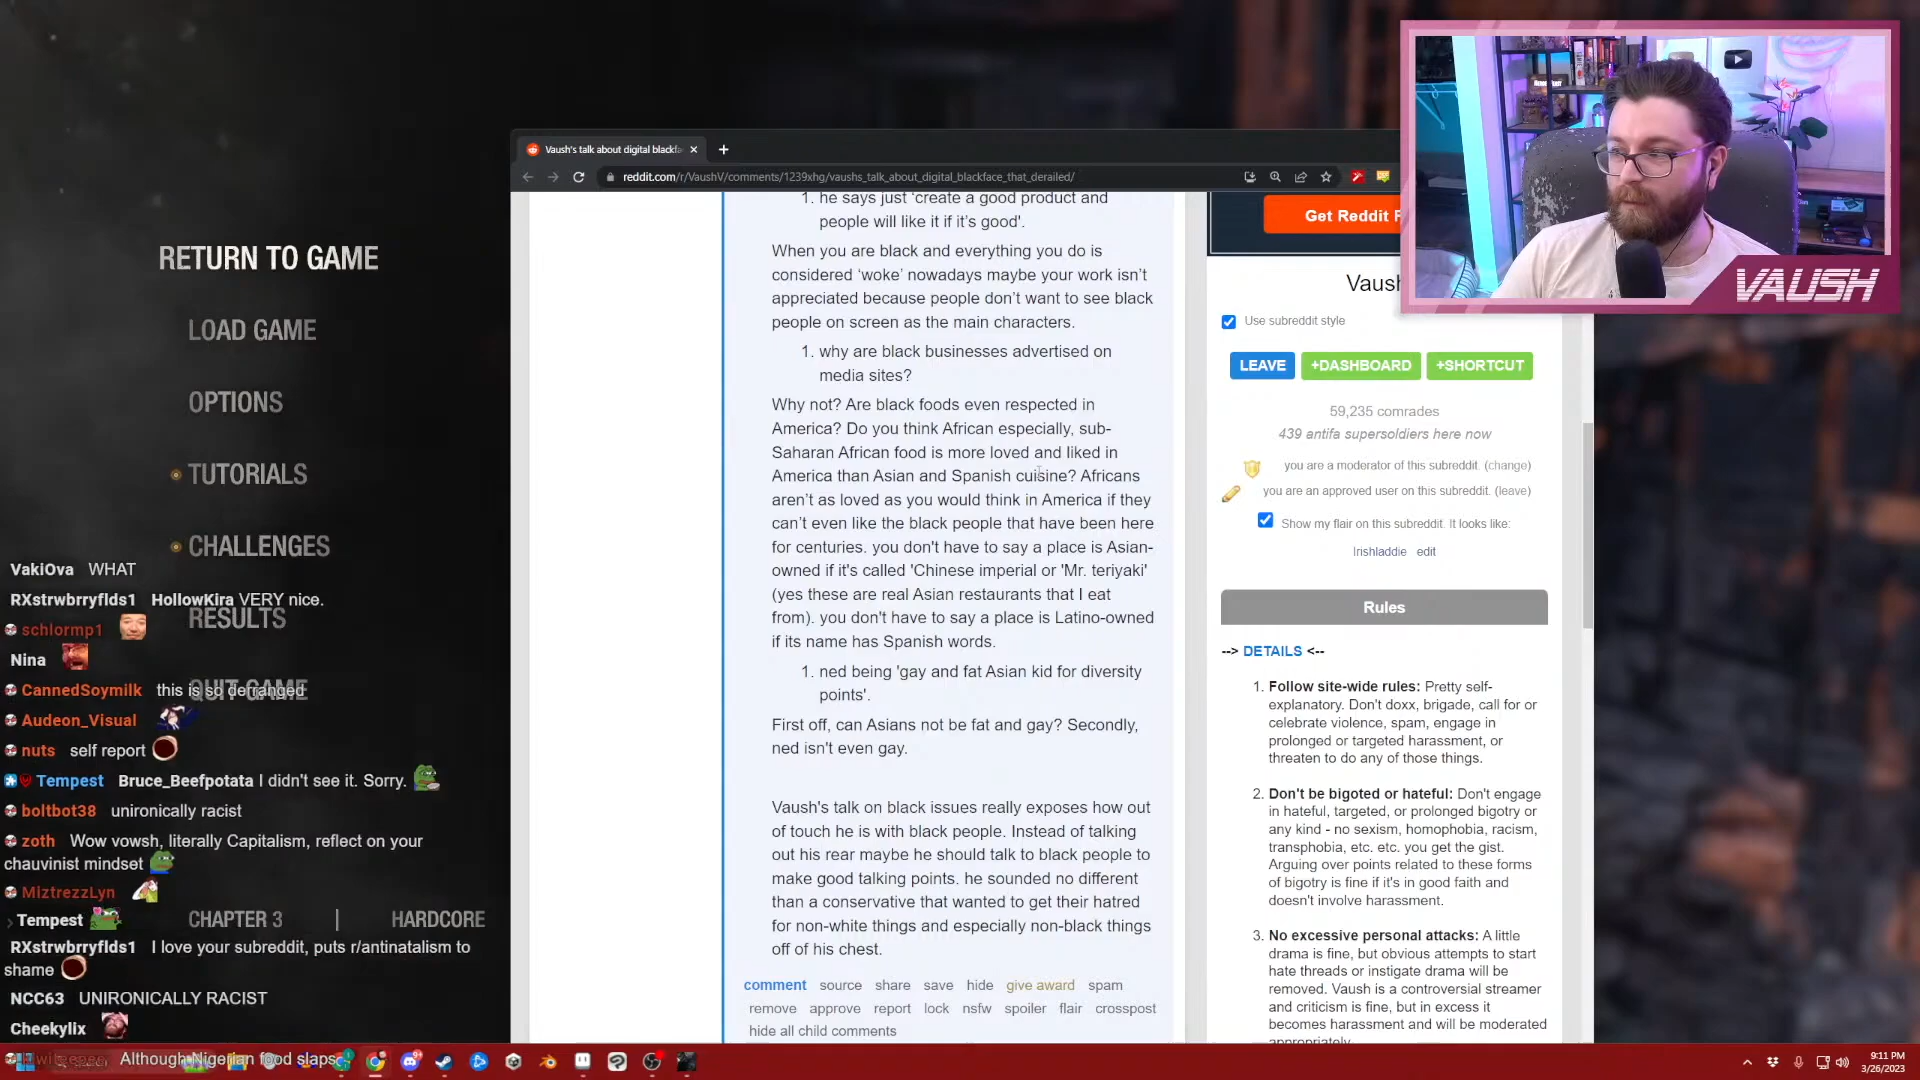 RETURN TO GAME
LOAD GAME
OPTIONS
TUTORIALS
CHALLENGES
RESULTS
QUIT GAME
CHAPTER 3 | HARDCORE
VakiOva WHAT
RXstrwbrryflds1 HollowKira VERY nice.
schlormp1
Nina
CannedSoymilk this is so derranged
Audeon_Visual
nuts self report
Tempest Bruce_Beefpotata I didn't see it. Sorry.
boltbot38 unironically racist
zoth Wow vowsh, literally Capitalism, reflect on your
chauvinist mindset
MiztrezzLyn
Tempest
RXstrwbrryflds1 I love your subreddit, puts r/antinatalism to
shame
NCC63 UNIRONICALLY RACIST
Cheekylix
Although Nigerian food slaps
Vaush's talk about digital blackfa
reddit.com/r/VaushV/comments/1239xhg/vaushs_talk_about_digital_blackface_that_derailed/
1. he says just ‘create a good product and
people will like it if it’s good'.
When you are black and everything you do is
considered ‘woke’ nowadays maybe your work isn’t
appreciated because people don’t want to see black
people on screen as the main characters.
1. why are black businesses advertised on
media sites?
Why not? Are black foods even respected in
America? Do you think African especially, sub-
Saharan African food is more loved and liked in
America than Asian and Spanish cuisine? Africans
aren’t as loved as you would think in America if they
can’t even like the black people that have been here
for centuries. you don't have to say a place is Asian-
owned if it's called 'Chinese imperial or 'Mr. teriyaki'
(yes these are real Asian restaurants that I eat
from). you don't have to say a place is Latino-owned
if its name has Spanish words.
1. ned being 'gay and fat Asian kid for diversity
points'.
First off, can Asians not be fat and gay? Secondly,
ned isn't even gay.
Vaush's talk on black issues really exposes how out
of touch he is with black people. Instead of talking
out his rear maybe he should talk to black people to
make good talking points. he sounded no different
than a conservative that wanted to get their hatred
for non-white things and especially non-black things
off of his chest.
comment source share save hide give award spam
remove approve report lock nsfw spoiler flair crosspost
hide all child comments
Get Reddit P
Vaush
Use subreddit style
LEAVE +DASHBOARD +SHORTCUT
59,235 comrades
439 antifa supersoldiers here now
you are a moderator of this subreddit. (change)
you are an approved user on this subreddit. (leave)
Show my flair on this subreddit. It looks like:
Irishladdie edit
Rules
--> DETAILS <--
1. Follow site-wide rules: Pretty self-
explanatory. Don't doxx, brigade, call for or
celebrate violence, spam, engage in
prolonged or targeted harassment, or
threaten to do any of those things.
2. Don't be bigoted or hateful: Don't engage
in hateful, targeted, or prolonged bigotry or
any kind - no sexism, homophobia, racism,
transphobia, etc. etc. you get the gist.
Arguing over points related to these forms
of bigotry is fine if it's in good faith and
doesn't involve harassment.
3. No excessive personal attacks: A little
drama is fine, but obvious attempts to start
hate threads or instigate drama will be
removed. Vaush is a controversial streamer
and criticism is fine, but in excess it
becomes harassment and will be moderated
appropriately.
VAUSH
9:11 PM
3/26/2023